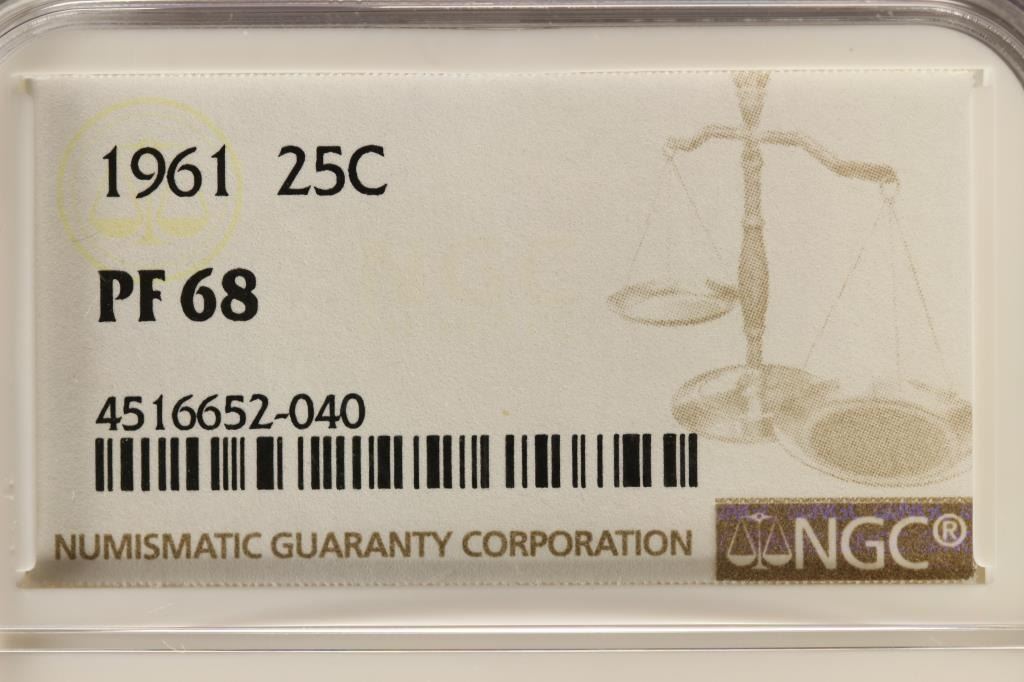 1961 25C
PF 68
4516652-040
NUMISMATIC GUARANTY CORPORATION
NGC®